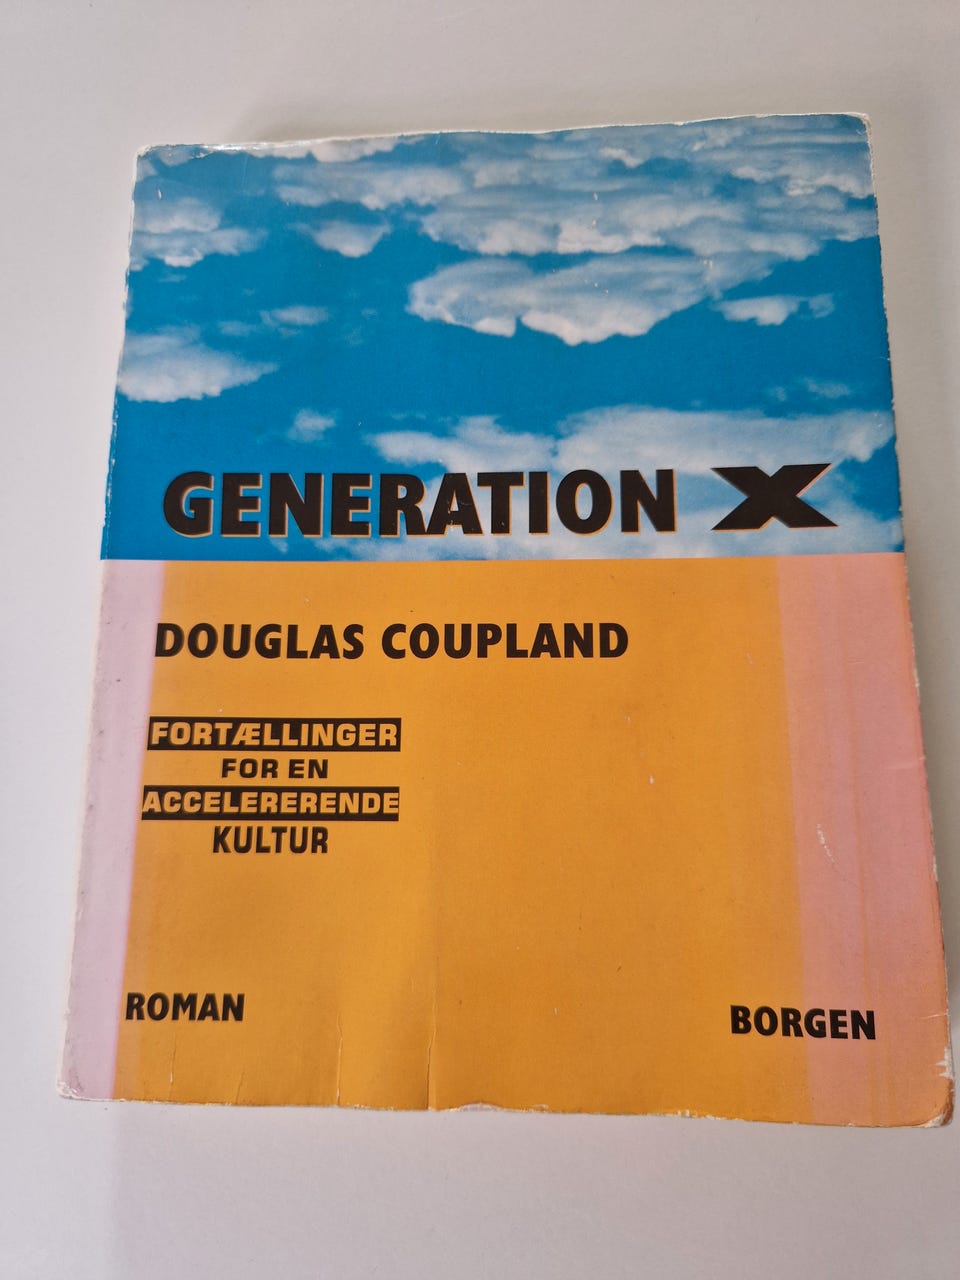 GENERATION X
DOUGLAS COUPLAND
FORTÆLLINGER
FOR EN
ACCELERERENDE
KULTUR
ROMAN
BORGEN